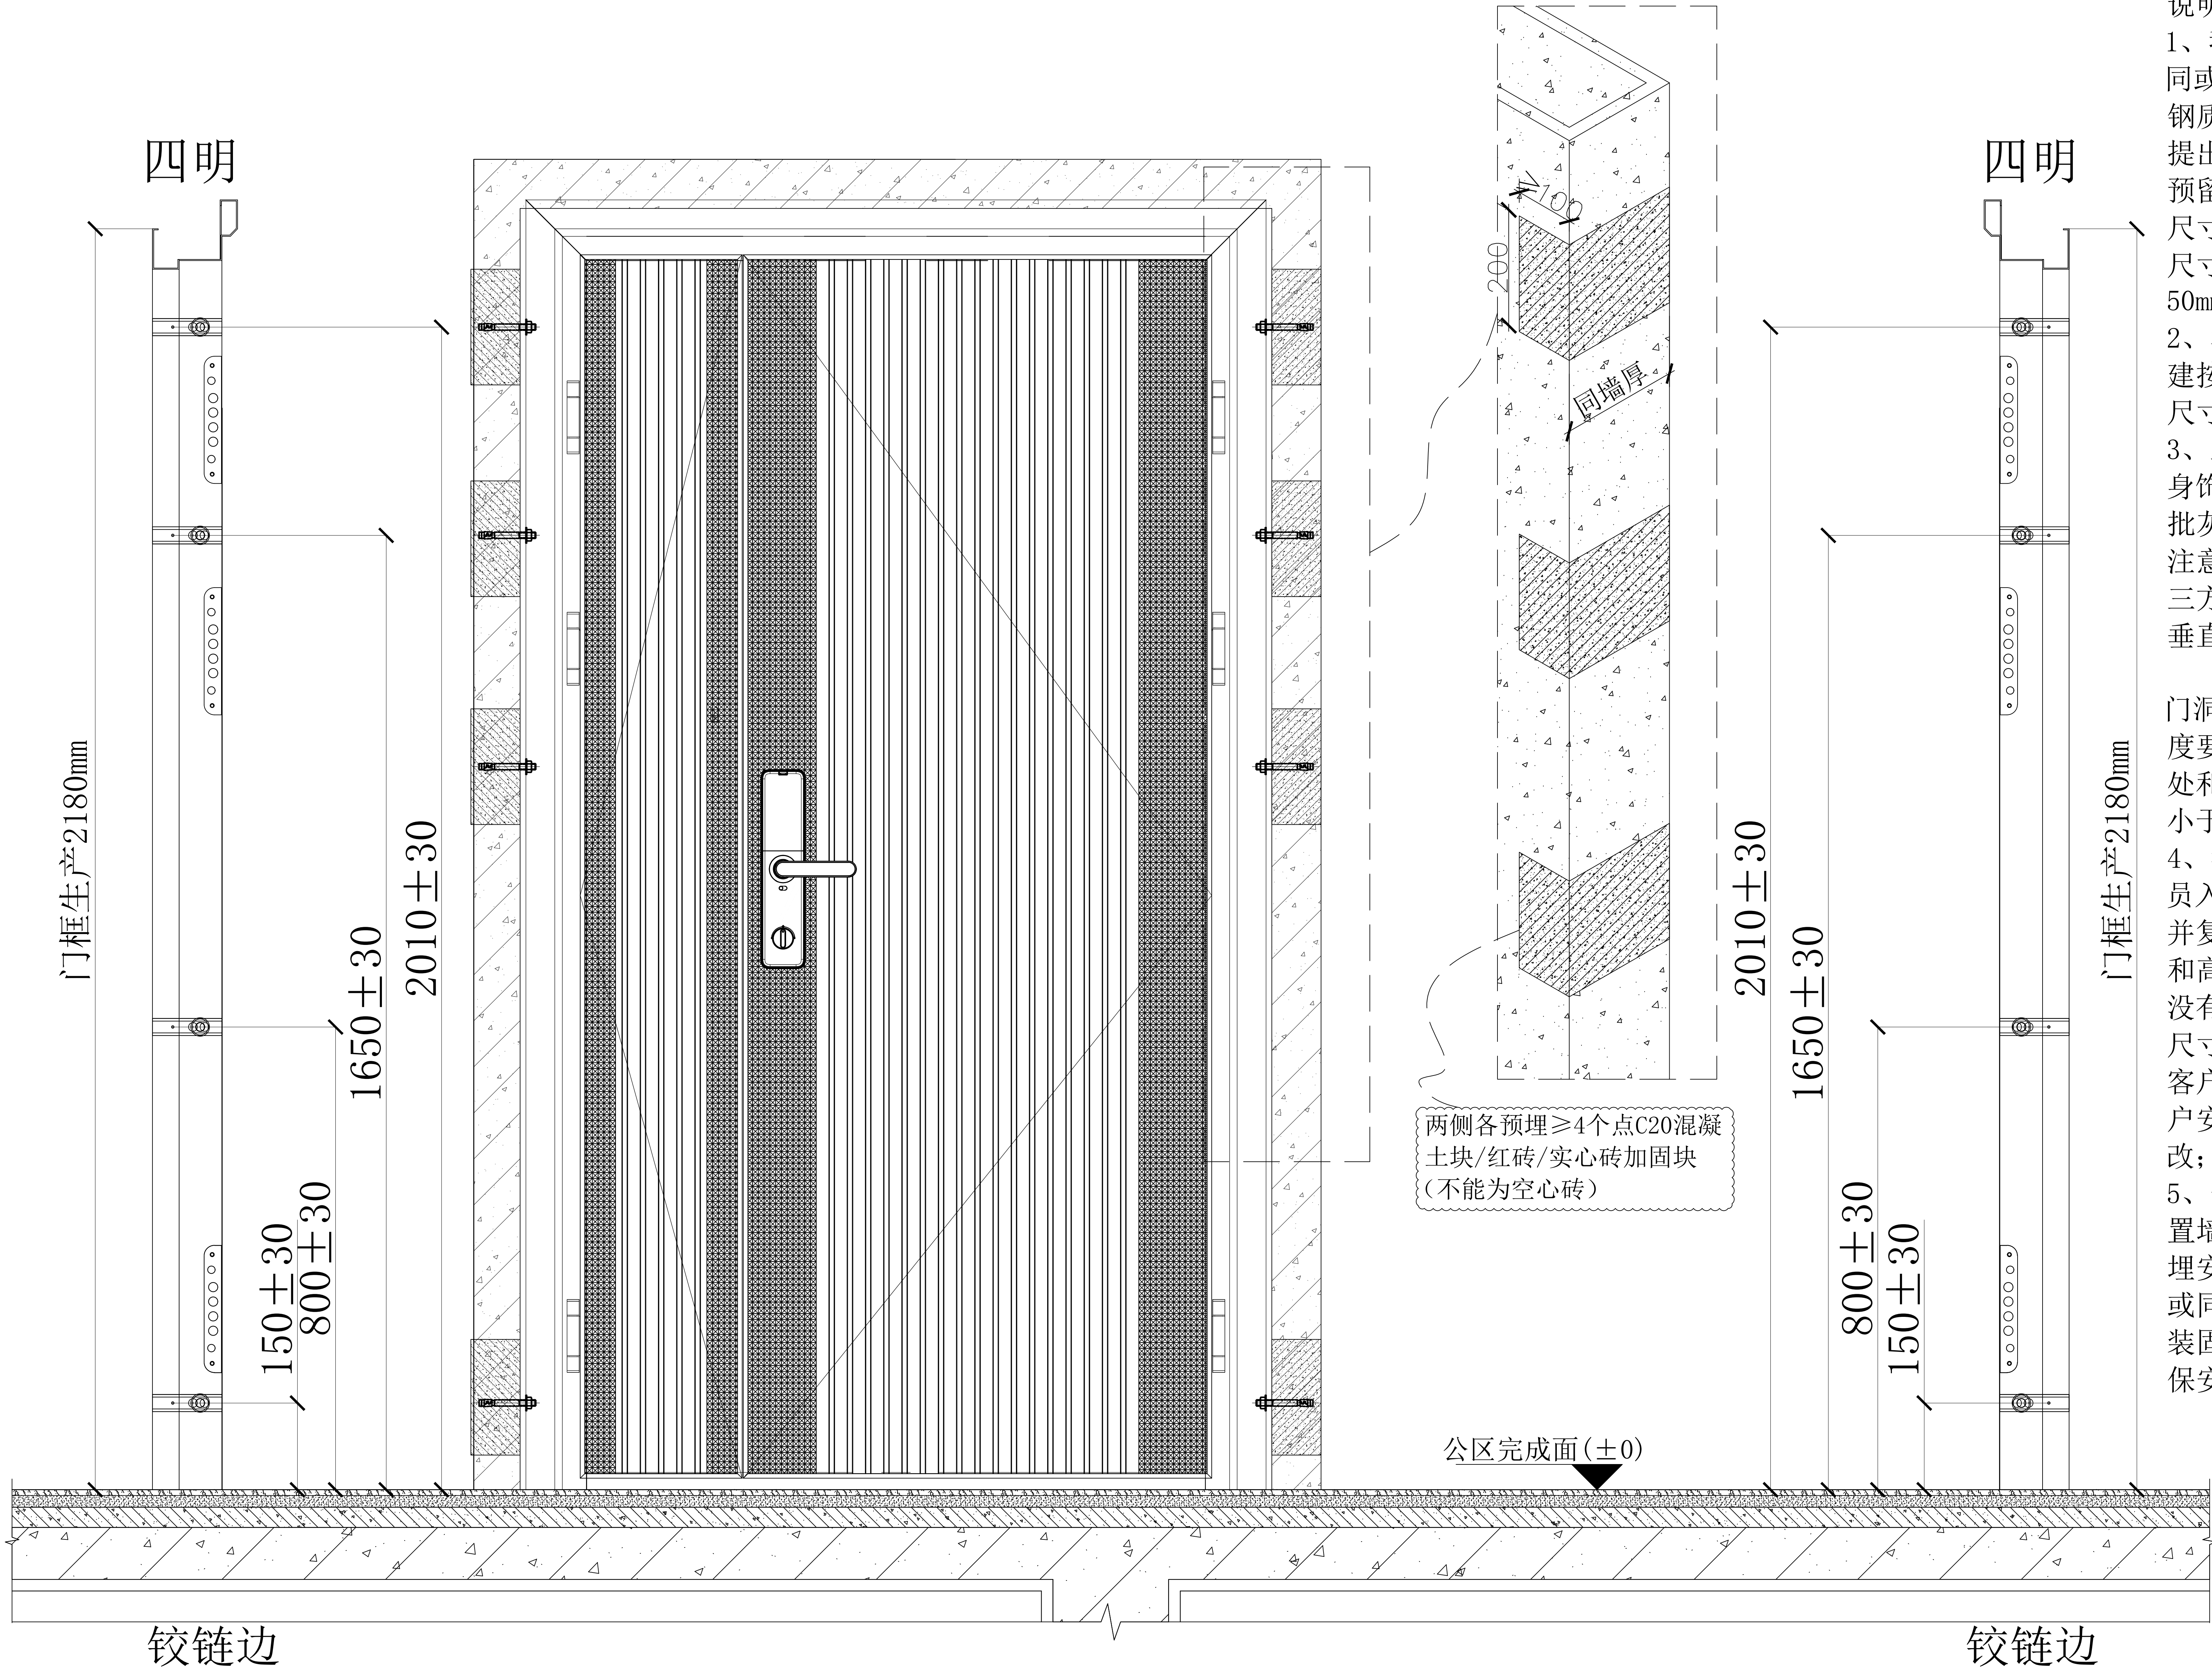 四明
门框生产2180mm
150±30
800±30
1650±30
2010±30
铰链边
≥100
200
同墙厚
两侧各预埋≥4个点C20混凝
土块/红砖/实心砖加固块
(不能为空心砖)
公区完成面(±0)
四明
2010±30
1650±30
800±30
150±30
门框生产2180mm
铰链边
说明
1、
同或
钢质
提出
预留
尺寸
尺寸
50mm
2、
建按
尺寸
3、
身饰
批灰
注意
三方
垂直
门洞
度要
处和
小于
4、
员入
并复
和高
没有
尺寸
客户
户安
改;
5、
置墙
埋安
或同
装固
保安